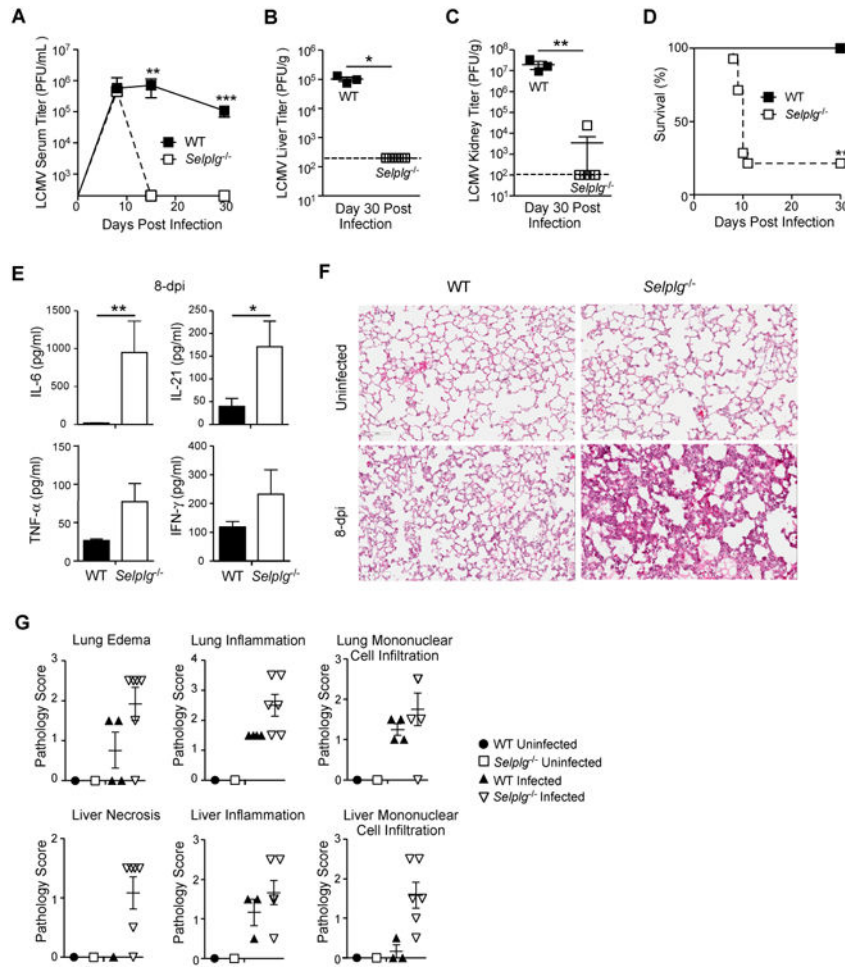 A
LCMV Serum Titer (PFU/mL)
10⁷
10⁶
10⁵
10⁴
10³
0
10
20
30
Days Post Infection
**
***
WT
Selplg⁻/⁻
B
LCMV Liver Titer (PFU/g)
10⁶
10⁵
10⁴
10³
10²
10¹
*
WT
Selplg⁻/⁻
Day 30 Post
Infection
C
LCMV Kidney Titer (PFU/g)
10⁸
10⁷
10⁶
10⁵
10⁴
10³
10²
10¹
**
WT
Selplg⁻/⁻
Day 30 Post
Infection
D
Survival (%)
100
50
0
0
10
20
30
Days Post Infection
WT
Selplg⁻/⁻
**
E
8-dpi
IL-6 (pg/ml)
1500
1000
500
0
**
IL-21 (pg/ml)
250
200
150
100
50
0
*
TNF-α (pg/ml)
150
100
50
0
WT Selplg⁻/⁻
IFN-γ (pg/ml)
400
300
200
100
0
WT Selplg⁻/⁻
F
WT
Selplg⁻/⁻
Uninfected
8-dpi
G
Lung Edema
Pathology Score
3
2
1
0
Lung Inflammation
Pathology Score
4
3
2
1
0
Lung Mononuclear
Cell Infiltration
Pathology Score
3
2
1
0
Liver Necrosis
Pathology Score
2
1
0
Liver Inflammation
Pathology Score
3
2
1
0
Liver Mononuclear
Cell Infiltration
Pathology Score
3
2
1
0
WT Uninfected
Selplg⁻/⁻ Uninfected
WT Infected
Selplg⁻/⁻ Infected